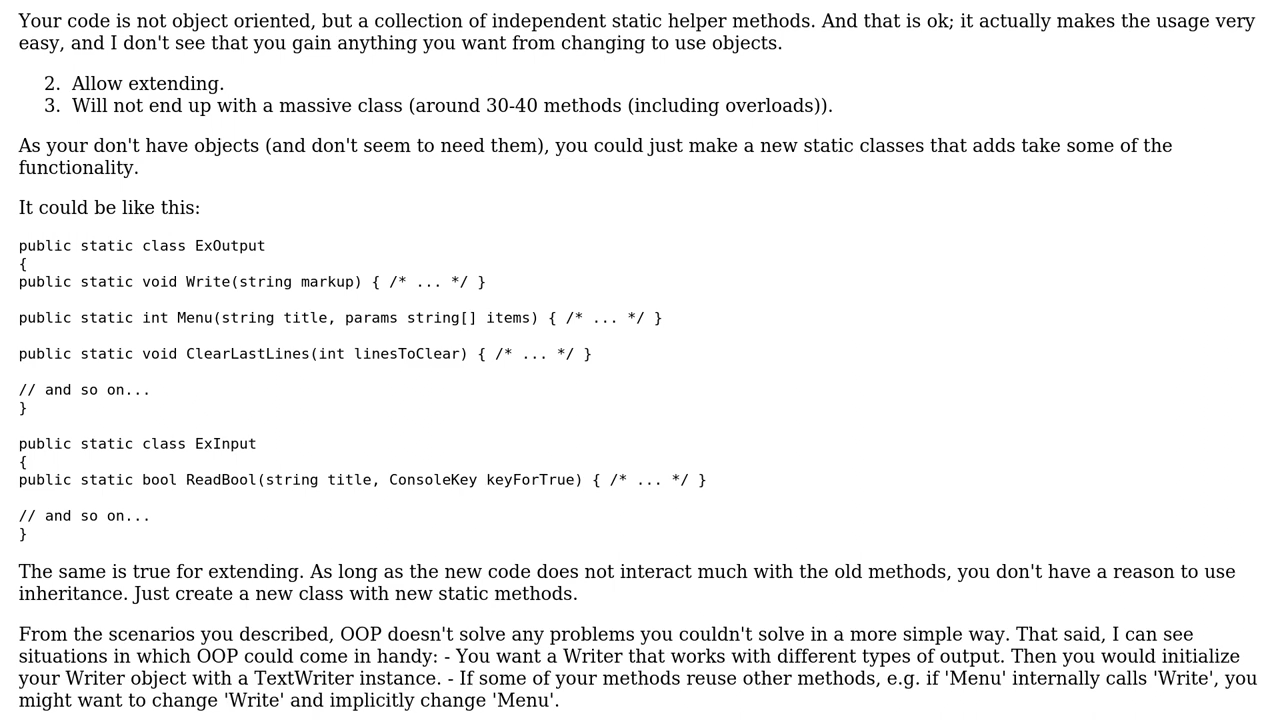 Your code is not object oriented, but a collection of independent static helper methods. And that is ok; it actually makes the usage very
easy, and I don't see that you gain anything you want from changing to use objects.
2. Allow extending.
3. Will not end up with a massive class (around 30-40 methods (including overloads)).
As your don't have objects (and don't seem to need them), you could just make a new static classes that adds take some of the
functionality.
It could be like this:
public static class ExOutput
{
public static void Write(string markup) { /* ... */ }
public static int Menu(string title, params string[] items) { /* ... */ }
public static void ClearLastLines(int linesToClear) { /* ... */ }
// and so on...
}
public static class ExInput
{
public static bool ReadBool(string title, ConsoleKey keyForTrue) { /* ... */ }
// and so on...
}
The same is true for extending. As long as the new code does not interact much with the old methods, you don't have a reason to use
inheritance. Just create a new class with new static methods.
From the scenarios you described, OOP doesn't solve any problems you couldn't solve in a more simple way. That said, I can see
situations in which OOP could come in handy: - You want a Writer that works with different types of output. Then you would initialize
your Writer object with a TextWriter instance. - If some of your methods reuse other methods, e.g. if 'Menu' internally calls 'Write', you
might want to change 'Write' and implicitly change 'Menu'.